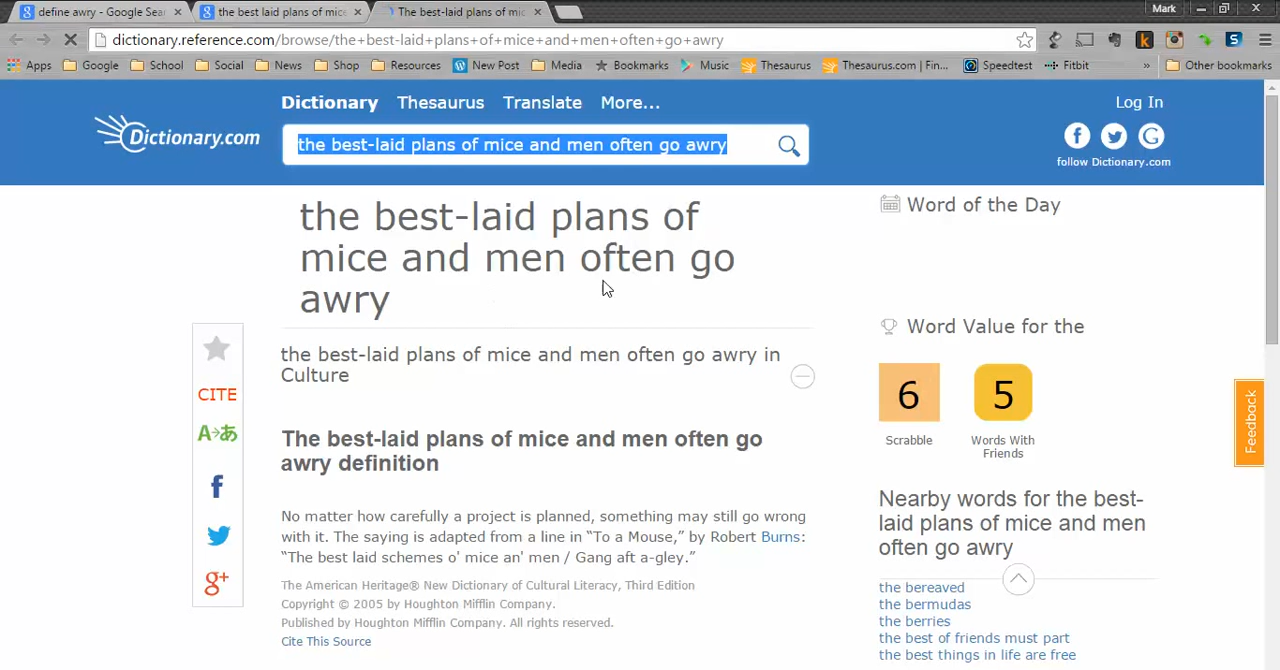 define awry - Google Sear
the best laid plans of mice
The best-laid plans of mic
Mark
dictionary.reference.com/browse/the+best-laid+plans+of+mice+and+men+often+go+awry
Apps Google School Social News Shop Resources New Post Media Bookmarks Music Thesaurus Thesaurus.com | Fin... Speedtest Fitbit » Other bookmarks
Dictionary Thesaurus Translate More... Log In
Dictionary.com
the best-laid plans of mice and men often go awry
follow Dictionary.com
the best-laid plans of
mice and men often go
awry
Word of the Day
Word Value for the
6 5
Scrabble Words With
Friends
CITE
the best-laid plans of mice and men often go awry in
Culture
The best-laid plans of mice and men often go
awry definition
No matter how carefully a project is planned, something may still go wrong
with it. The saying is adapted from a line in “To a Mouse,” by Robert Burns:
“The best laid schemes o' mice an' men / Gang aft a-gley.”
The American Heritage® New Dictionary of Cultural Literacy, Third Edition
Copyright © 2005 by Houghton Mifflin Company.
Published by Houghton Mifflin Company. All rights reserved.
Cite This Source
Nearby words for the best-
laid plans of mice and men
often go awry
the bereaved
the bermudas
the berries
the best of friends must part
the best things in life are free
Feedback
A→あ